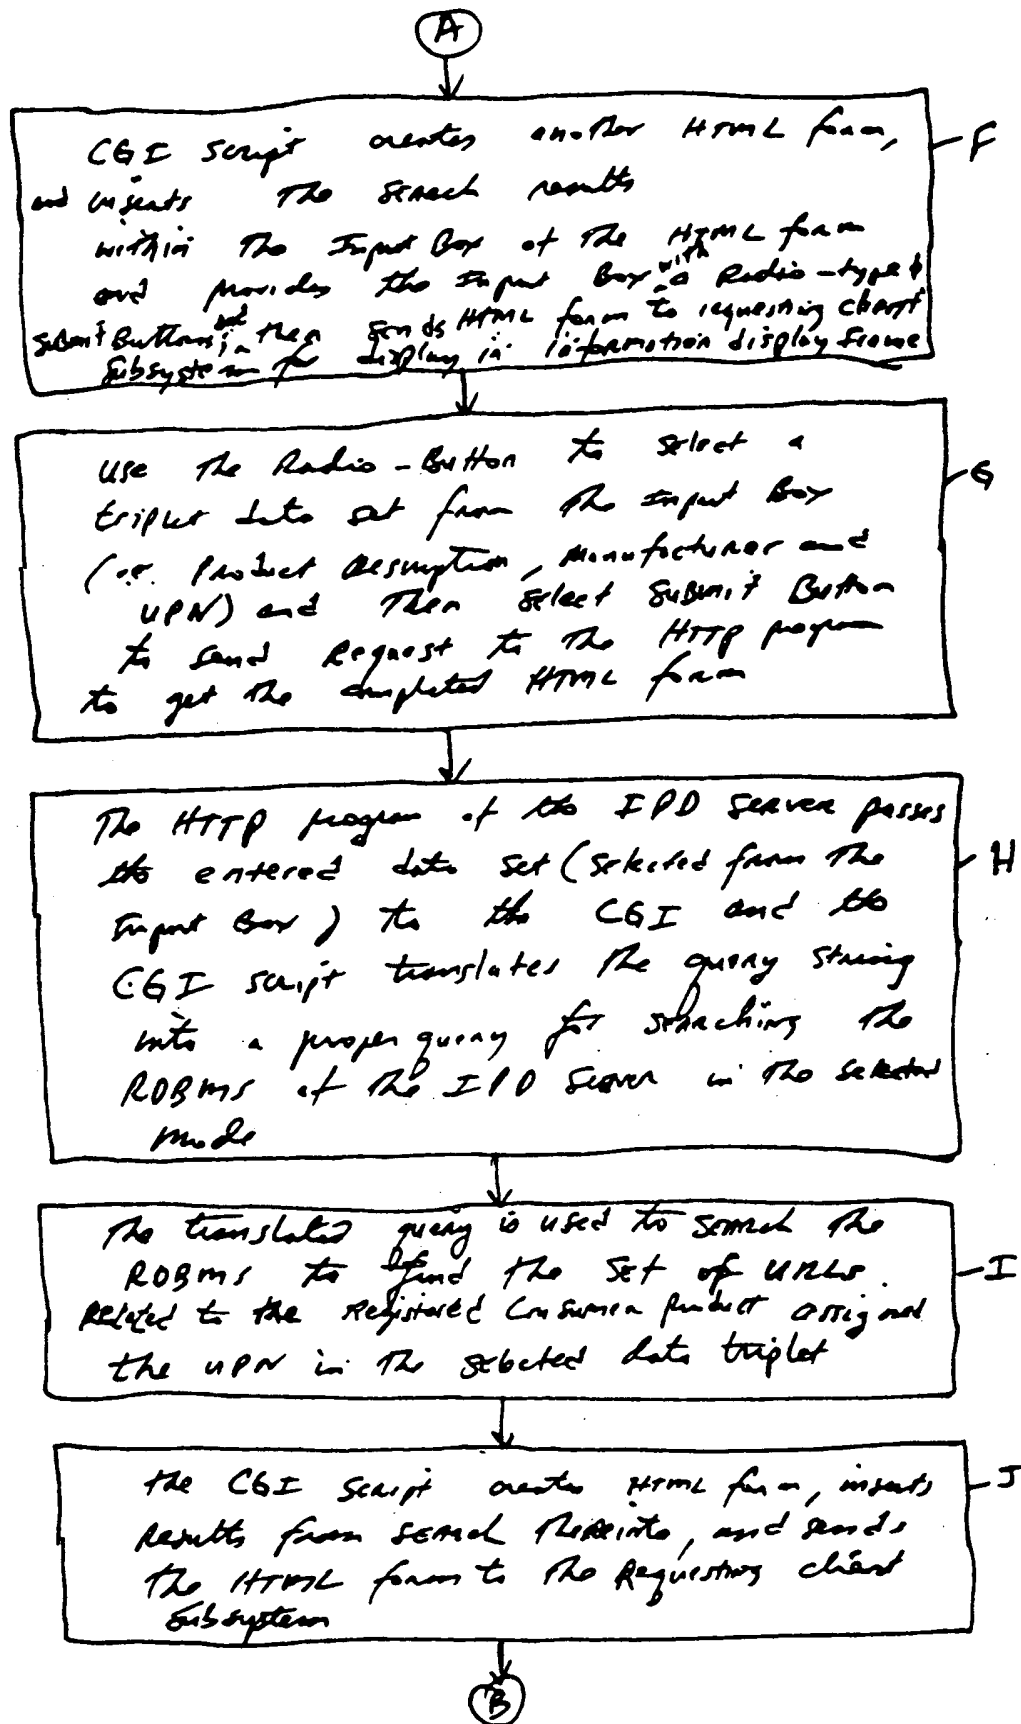 A
CGI Script creates another HTML form, F
and inserts the search results
within the Input Box of the HTML form
and provides the Input Box with a Radio-type &
Submit Buttons, and then sends HTML form to requesting client
Subsystem for display in information display frame
Use the Radio-Button to select a G
triplet data set from the Input Box
(i.e. Product Description, Manufacturer and
UPN) and then select Submit Button
to send Request to the HTTP program
to get the completed HTML form
The HTTP program of the IPD Server passes
the entered data set (selected from the H
Input Box) to the CGI and the
CGI script translates the query string
into a proper query for searching the
RDBMS of the IPD Server in the selected
mode
The translated query is used to search the
RDBMS to find the set of URLs I
Related to the registered Consumer Product assigned
the UPN in the selected data triplet
the CGI Script creates HTML form, inserts J
Results from search thereinto, and sends
the HTML form to the Requesting client
Subsystem
B